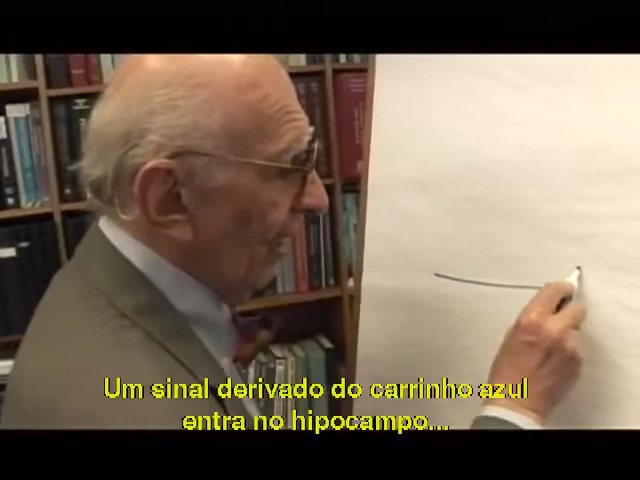 Um sinal derivado do carrinho azul
entra no hipocampo...